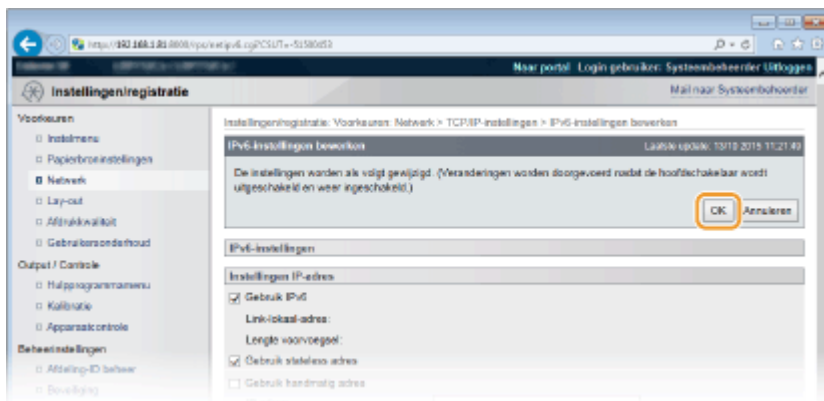 Naar portal Login gebruiker: Systeembeheerder Uitloggen
Instellingen/registratie
Mail naar Systeembeheerder
Voorkeuren
Instelmenu
Papierbroninstellingen
Netwerk
Lay-out
Afdrukkwaliteit
Gebruikersonderhoud
Output / Controle
Hulpprogrammamenu
Kalibratie
Apparaatcontrole
Beheerinstellingen
Afdeling-ID beheer
Beveiliging
Instellingen/registratie: Voorkeuren: Netwerk > TCP/IP-instellingen > IPv6-instellingen bewerken
IPv6-instellingen bewerken
Laatste update: 13/10 2015 11:21:49
De instellingen worden als volgt gewijzigd. (Veranderingen worden doorgevoerd nadat de hoofdschakelaar wordt
uitgeschakeld en weer ingeschakeld.)
OK Annuleren
IPv6-instellingen
Instellingen IP-adres
Gebruik IPv6
Link-lokaal-adres:
Lengte voorvoegsel:
Gebruik stateless adres
Gebruik handmatig adres